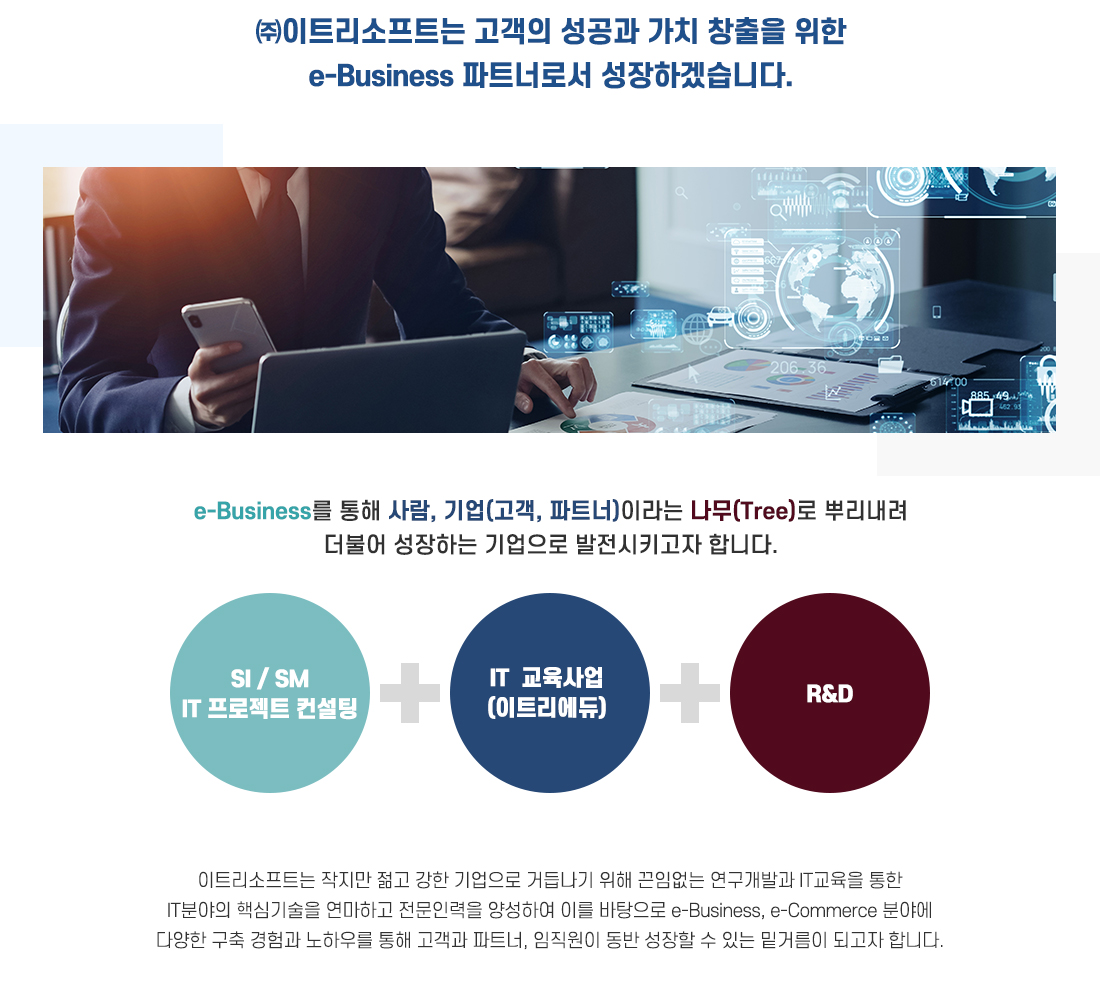 ㈜이트리소프트는 고객의 성공과 가치 창출을 위한
e-Business 파트너로서 성장하겠습니다.
206.36
614.00
885.49
462.93
e-Business를 통해 사람, 기업(고객, 파트너)이라는 나무(Tree)로 뿌리내려
더불어 성장하는 기업으로 발전시키고자 합니다.
SI / SM
IT 프로젝트 컨설팅
IT 교육사업
(이트리에듀)
R&D
이트리소프트는 작지만 젊고 강한 기업으로 거듭나기 위해 끈임없는 연구개발과 IT교육을 통한
IT분야의 핵심기술을 연마하고 전문인력을 양성하여 이를 바탕으로 e-Business, e-Commerce 분야에
다양한 구축 경험과 노하우를 통해 고객과 파트너, 임직원이 동반 성장할 수 있는 밑거름이 되고자 합니다.